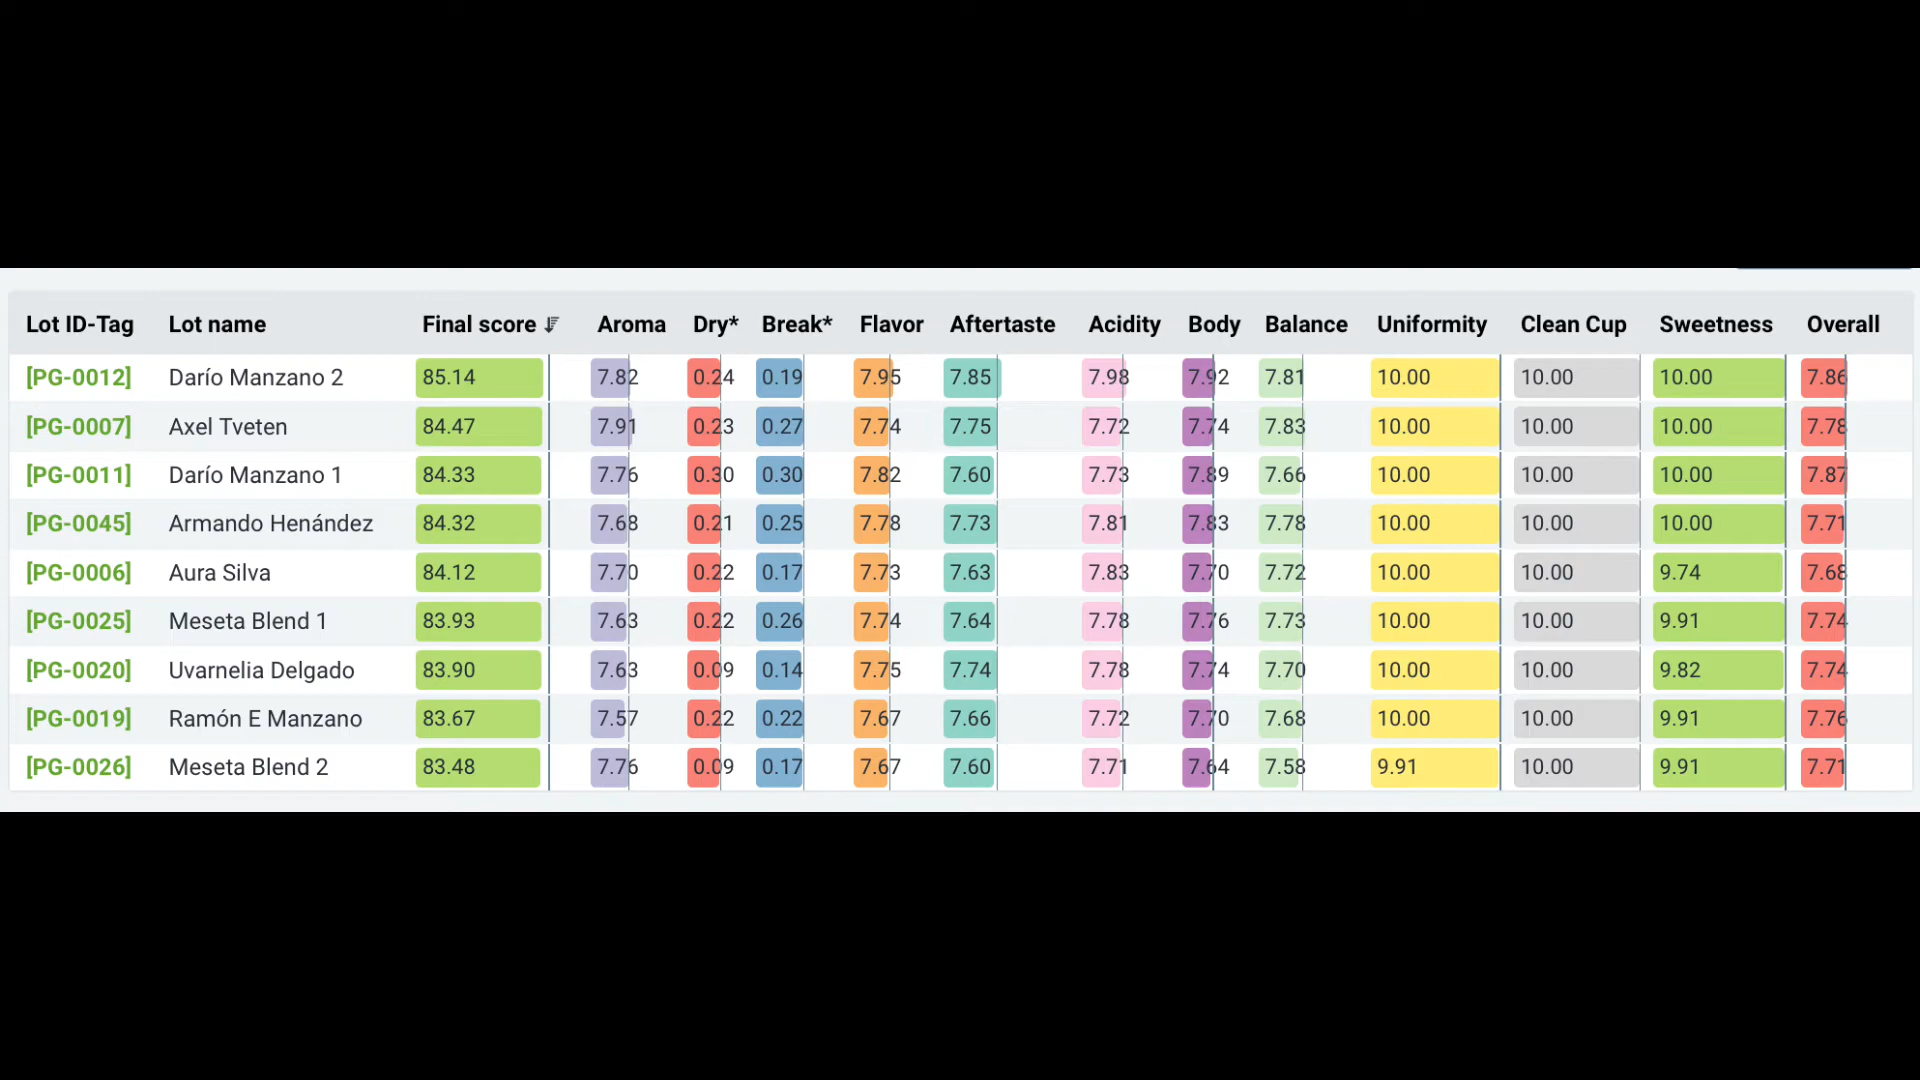 Lot ID-Tag Lot name Final score Aroma Dry* Break* Flavor Aftertaste Acidity Body Balance Uniformity Clean Cup Sweetness Overall
[PG-0012] Darío Manzano 2 85.14 7.82 0.24 0.19 7.95 7.85 7.98 7.92 7.81 10.00 10.00 10.00 7.86
[PG-0007] Axel Tveten 84.47 7.91 0.23 0.27 7.74 7.75 7.72 7.74 7.83 10.00 10.00 10.00 7.78
[PG-0011] Darío Manzano 1 84.33 7.76 0.30 0.30 7.82 7.60 7.73 7.89 7.66 10.00 10.00 10.00 7.87
[PG-0045] Armando Henández 84.32 7.68 0.21 0.25 7.78 7.73 7.81 7.83 7.78 10.00 10.00 10.00 7.71
[PG-0006] Aura Silva 84.12 7.70 0.22 0.17 7.73 7.63 7.83 7.70 7.72 10.00 10.00 9.74 7.68
[PG-0025] Meseta Blend 1 83.93 7.63 0.22 0.26 7.74 7.64 7.78 7.76 7.73 10.00 10.00 9.91 7.74
[PG-0020] Uvarnelia Delgado 83.90 7.63 0.09 0.14 7.75 7.74 7.78 7.74 7.70 10.00 10.00 9.82 7.74
[PG-0019] Ramón E Manzano 83.67 7.57 0.22 0.22 7.67 7.66 7.72 7.70 7.68 10.00 10.00 9.91 7.76
[PG-0026] Meseta Blend 2 83.48 7.76 0.09 0.17 7.67 7.60 7.71 7.64 7.58 9.91 10.00 9.91 7.71